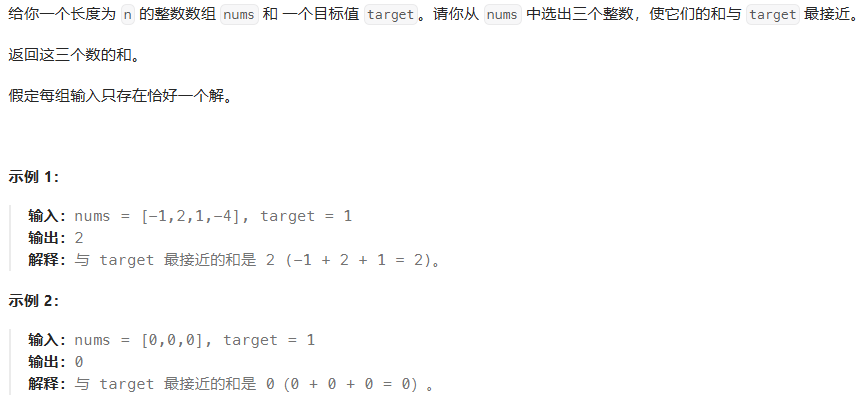 给你一个长度为 n 的整数数组 nums 和 一个目标值 target。请你从 nums 中选出三个整数，使它们的和与 target 最接近。
返回这三个数的和。
假定每组输入只存在恰好一个解。
示例 1：
输入：nums = [-1,2,1,-4], target = 1
输出：2
解释：与 target 最接近的和是 2 (-1 + 2 + 1 = 2)。
示例 2：
输入：nums = [0,0,0], target = 1
输出：0
解释：与 target 最接近的和是 0（0 + 0 + 0 = 0）。